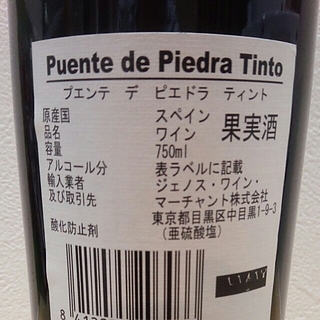 Puente de Piedra Tinto
プエンテ デ ピエドラ ティント
原産国 スペイン
品名 ワイン 果実酒
容量 750ml
アルコール分 表ラベルに記載
輸入業者 ジェノス・ワイン・
及び取引先 マーチャント株式会社
東京都目黒区中目黒1-9-3
酸化防止剤 (亜硫酸塩)